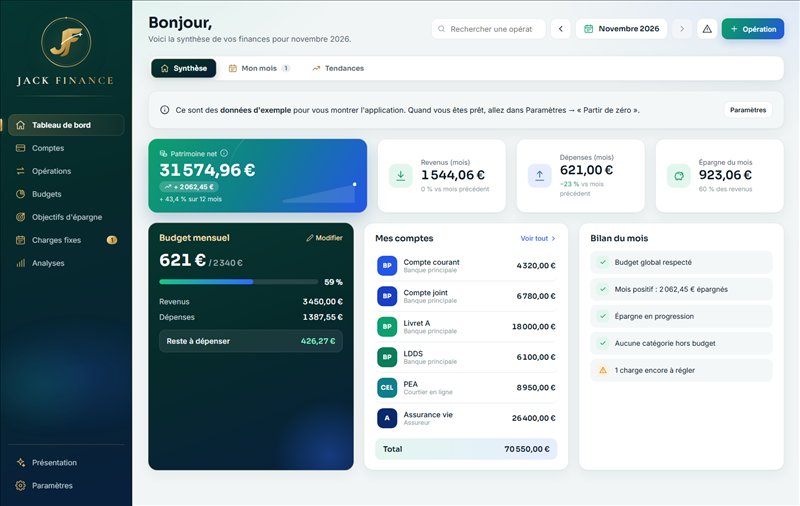 JACK FINANCE
Tableau de bord
Comptes
Opérations
Budgets
Objectifs d'épargne
Charges fixes
1
Analyses
Présentation
Paramètres
Bonjour,
Voici la synthèse de vos finances pour novembre 2026.
Rechercher une opérat
Novembre 2026
+ Opération
Synthèse
Mon mois 1
Tendances
Ce sont des données d'exemple pour vous montrer l'application. Quand vous êtes prêt, allez dans Paramètres → « Partir de zéro ».
Paramètres
Patrimoine net
31 574,96 €
+ 2 062,45 €
+ 43,4 % sur 12 mois
Revenus (mois)
1 544,06 €
0 % vs mois précédent
Dépenses (mois)
621,00 €
-23 % vs mois
précédent
Épargne du mois
923,06 €
60 % des revenus
Budget mensuel
Modifier
621 € / 2 340 €
59 %
Revenus
3 450,00 €
Dépenses
1 387,55 €
Reste à dépenser
426,27 €
Mes comptes
Voir tout
BP
Compte courant
Banque principale
4 320,00 €
BP
Compte joint
Banque principale
6 780,00 €
BP
Livret A
Banque principale
18 000,00 €
BP
LDDS
Banque principale
6 100,00 €
CEL
PEA
Courtier en ligne
8 950,00 €
A
Assurance vie
Assureur
26 400,00 €
Total
70 550,00 €
Bilan du mois
Budget global respecté
Mois positif : 2 062,45 € épargnés
Épargne en progression
Aucune catégorie hors budget
1 charge encore à régler